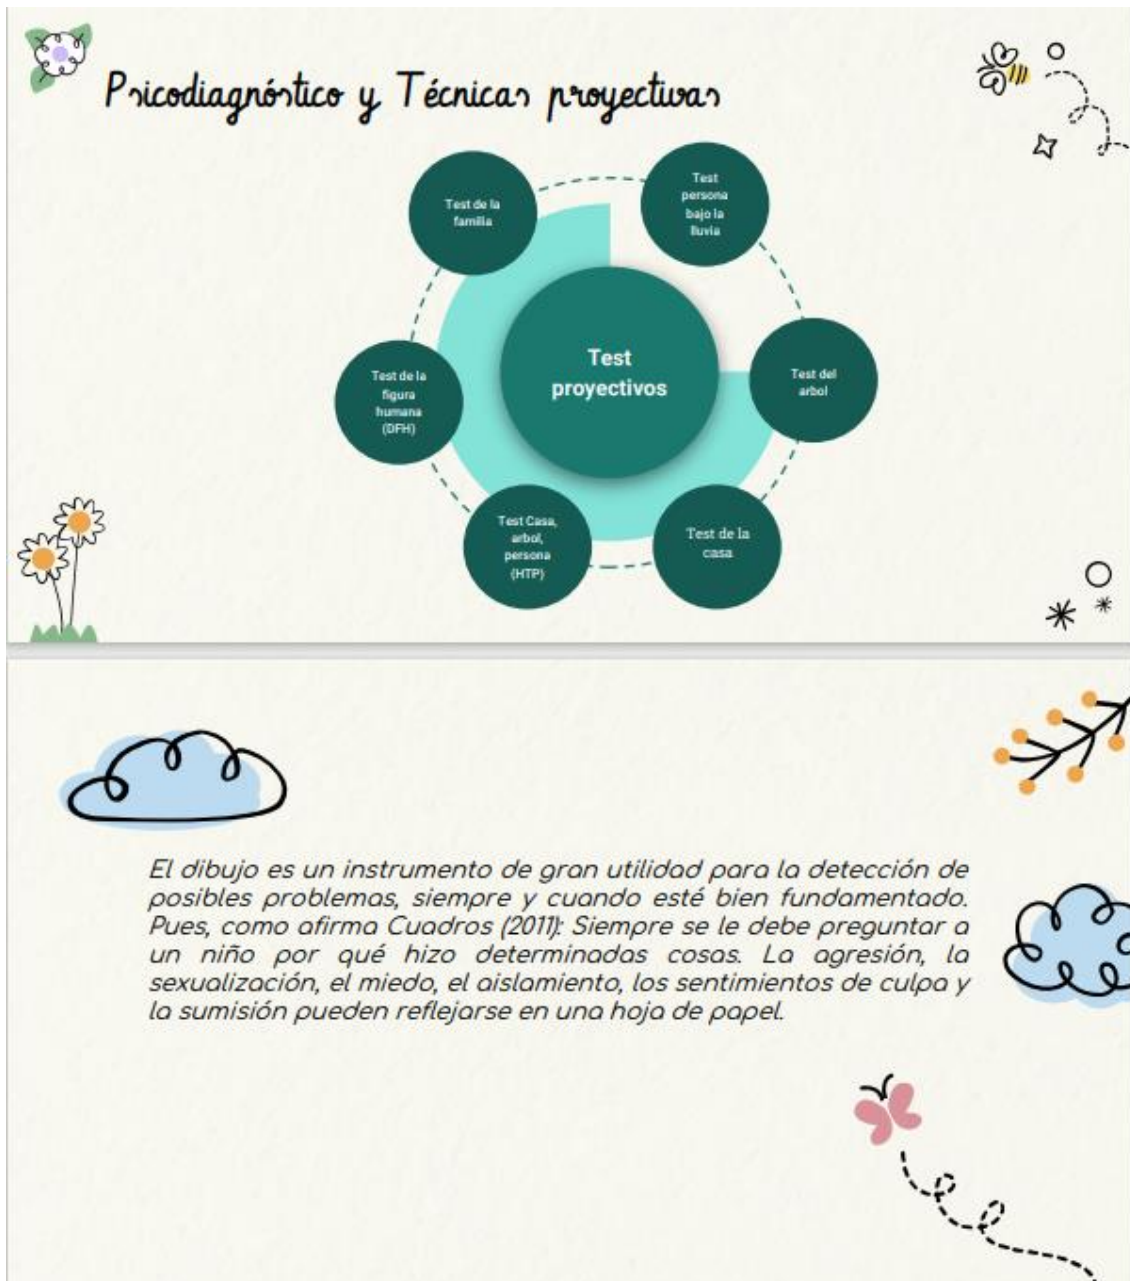 Psicodiagnóstico y Técnicas proyectivas
Test de la
familia
Test
persona
bajo la
lluvia
Test
proyectivos
Test de la
figura
humana
(DFH)
Test del
arbol
Test Casa,
arbol,
persona
(HTP)
Test de la
casa
El dibujo es un instrumento de gran utilidad para la detección de
posibles problemas, siempre y cuando esté bien fundamentado.
Pues, como afirma Cuadros (2011): Siempre se le debe preguntar a
un niño por qué hizo determinadas cosas. La agresión, la
sexualización, el miedo, el aislamiento, los sentimientos de culpa y
la sumisión pueden reflejarse en una hoja de papel.